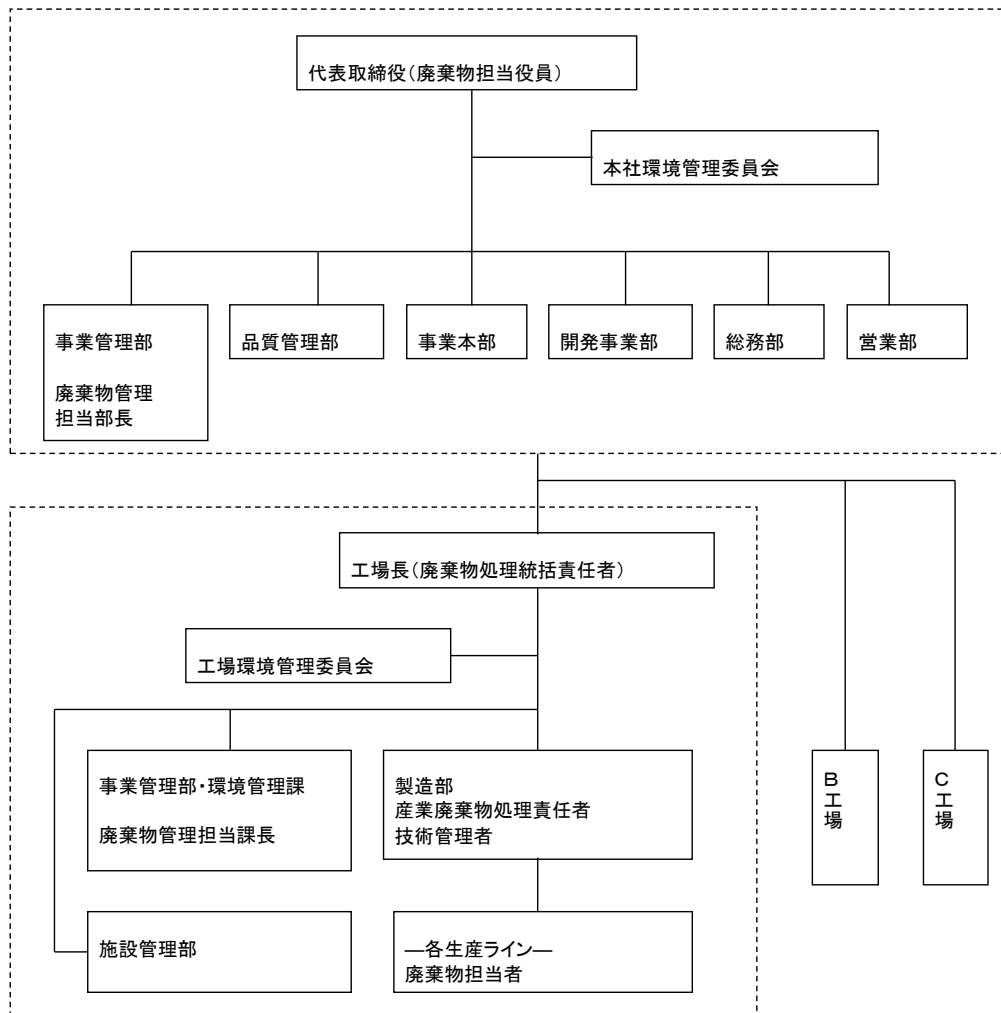 代表取締役(廃棄物担当役員)
本社環境管理委員会
事業管理部
廃棄物管理
担当部長
品質管理部
事業本部
開発事業部
総務部
営業部
工場長(廃棄物処理統括責任者)
工場環境管理委員会
事業管理部・環境管理課
廃棄物管理担当課長
製造部
産業廃棄物処理責任者
技術管理者
B工場
C工場
施設管理部
―各生産ライン―
廃棄物担当者